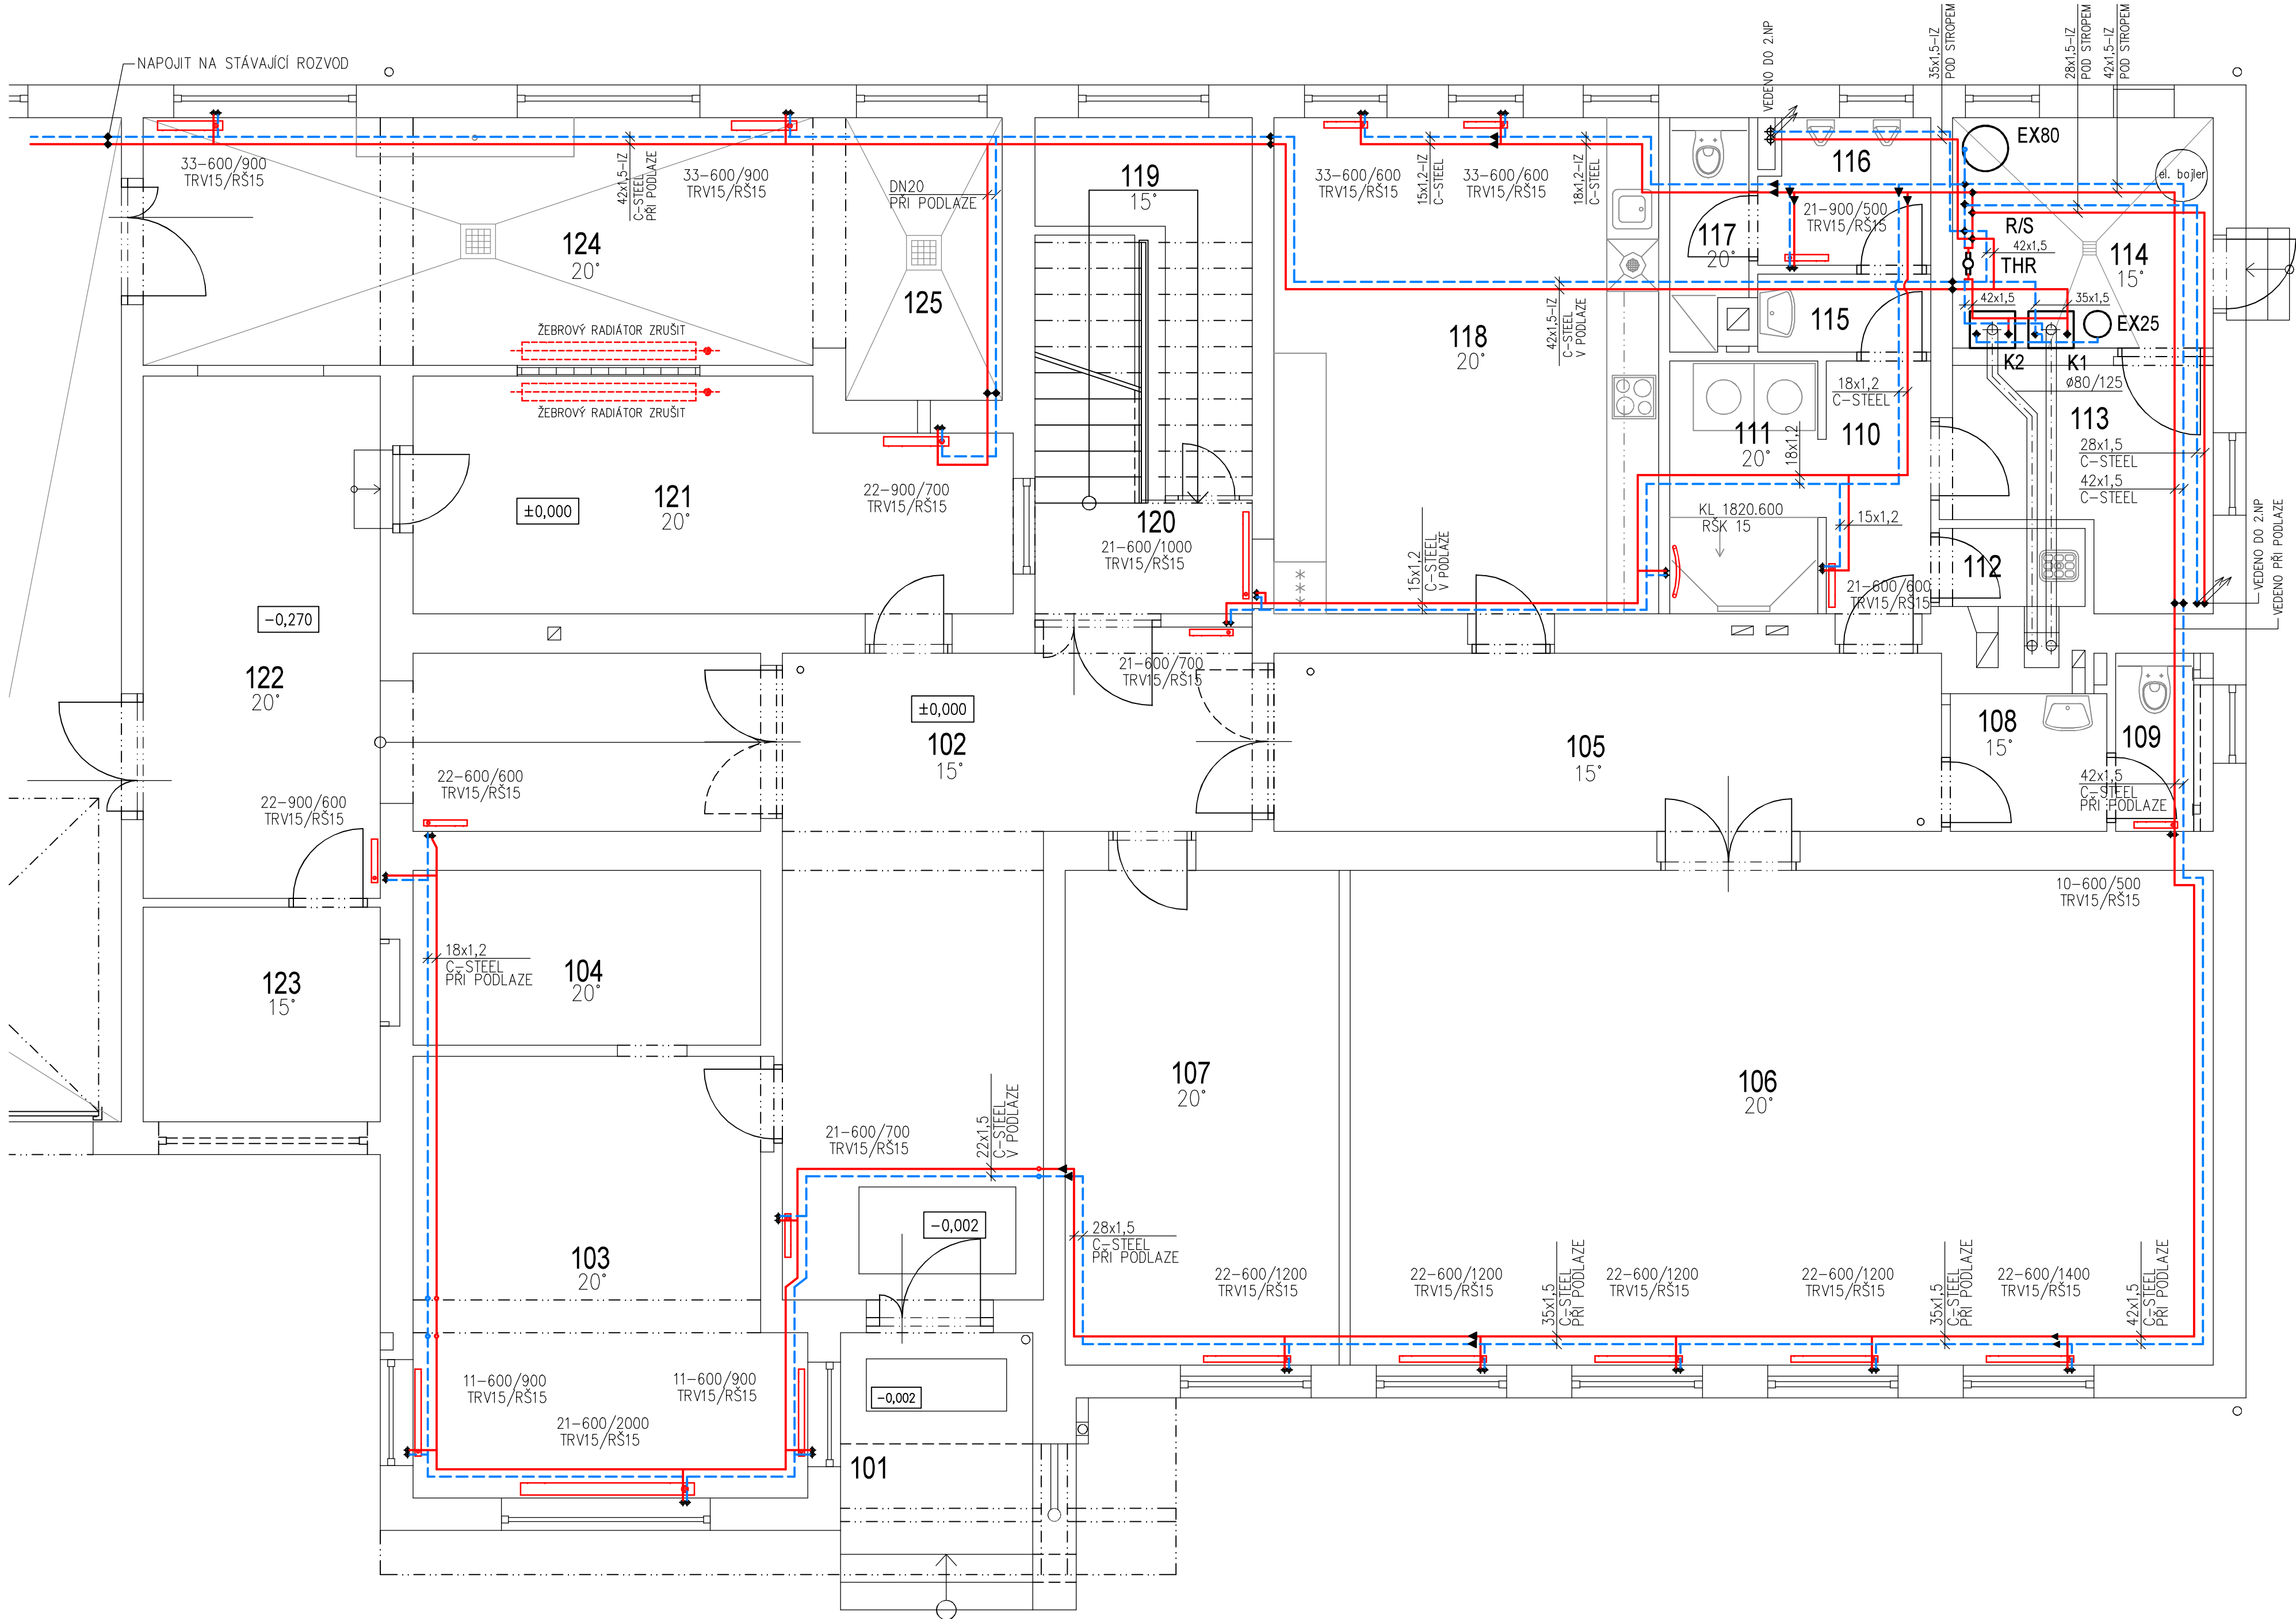 NAPOJIT NA STÁVAJÍCÍ ROZVOD
VEDENO DO 2.NP
35x1,5-IZ
POD STROPEM
28x1,5-IZ
POD STROPEM
42x1,5-IZ
POD STROPEM
33-600/900
TRV15/RŠ15
42x1,5-IZ
C-STEEL
PŘI PODLAZE
33-600/900
TRV15/RŠ15
DN20
PŘI PODLAZE
119
15°
33-600/600
TRV15/RŠ15
15x1,2-IZ
C-STEEL
33-600/600
TRV15/RŠ15
18x1,2-IZ
C-STEEL
116
EX80
el. bojler
21-900/500
TRV15/RŠ15
117
20°
R/S
42x1,5
THR
114
15°
124
20°
125
42x1,5
35x1,5
EX25
K2
K1
ø80/125
115
118
20°
42x1,5-IZ
C-STEEL
V PODLAZE
ŽEBROVÝ RADIÁTOR ZRUŠIT
ŽEBROVÝ RADIÁTOR ZRUŠIT
18x1,2
C-STEEL
113
111
20°
18x1,2
110
28x1,5
C-STEEL
42x1,5
C-STEEL
121
20°
±0,000
22-900/700
TRV15/RŠ15
120
21-600/1000
TRV15/RŠ15
15x1,2
C-STEEL
V PODLAZE
KL 1820.600
RŠK 15
15x1,2
112
21-600/600
TRV15/RŠ15
***
VEDENO DO 2.NP
VEDENO PŘI PODLAZE
-0,270
122
20°
21-600/700
TRV15/RŠ15
±0,000
102
15°
105
15°
108
15°
109
42x1,5
C-STEEL
PŘI PODLAZE
22-600/600
TRV15/RŠ15
22-900/600
TRV15/RŠ15
10-600/500
TRV15/RŠ15
18x1,2
C-STEEL
PŘI PODLAZE
104
20°
123
15°
107
20°
106
20°
21-600/700
TRV15/RŠ15
22x1,5
C-STEEL
V PODLAZE
-0,002
28x1,5
C-STEEL
PŘI PODLAZE
103
20°
22-600/1200
TRV15/RŠ15
22-600/1200
TRV15/RŠ15
35x1,5
C-STEEL
PŘI PODLAZE
22-600/1200
TRV15/RŠ15
22-600/1200
TRV15/RŠ15
35x1,5
C-STEEL
PŘI PODLAZE
22-600/1400
TRV15/RŠ15
42x1,5
C-STEEL
PŘI PODLAZE
11-600/900
TRV15/RŠ15
11-600/900
TRV15/RŠ15
21-600/2000
TRV15/RŠ15
-0,002
101